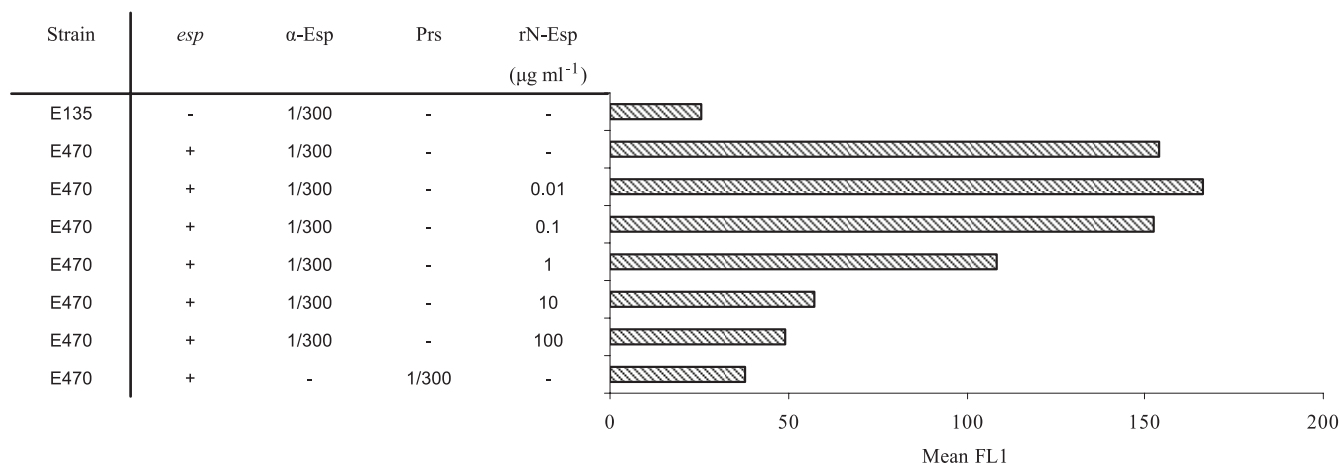 Strain esp α-Esp Prs rN-Esp
(μg ml⁻¹)
E135 - 1/300 - -
E470 + 1/300 - -
E470 + 1/300 - 0.01
E470 + 1/300 - 0.1
E470 + 1/300 - 1
E470 + 1/300 - 10
E470 + 1/300 - 100
E470 + - 1/300 -
0 50 100 150 200
Mean FL1